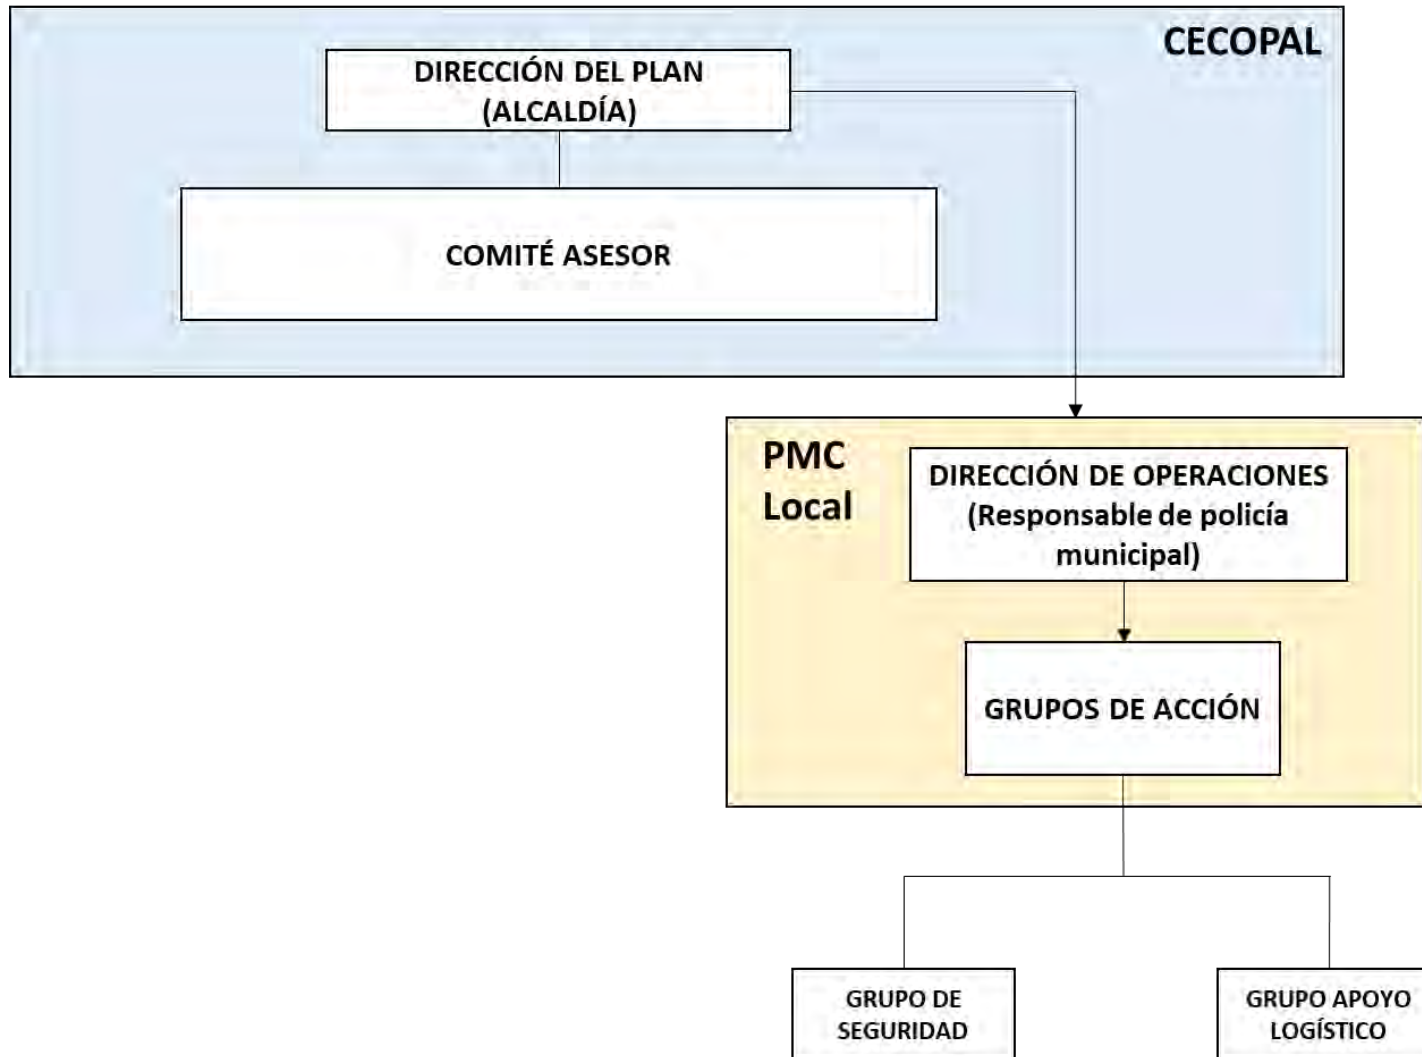 CECOPAL
DIRECCIÓN DEL PLAN
(ALCALDÍA)
COMITÉ ASESOR
PMC
Local
DIRECCIÓN DE OPERACIONES
(Responsable de policía
municipal)
GRUPOS DE ACCIÓN
GRUPO DE
SEGURIDAD
GRUPO APOYO
LOGÍSTICO